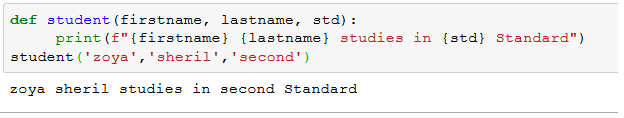 def student(firstname, lastname, std):
     print(f"{firstname} {lastname} studies in {std} Standard")
student('zoya','sheril','second')
zoya sheril studies in second Standard